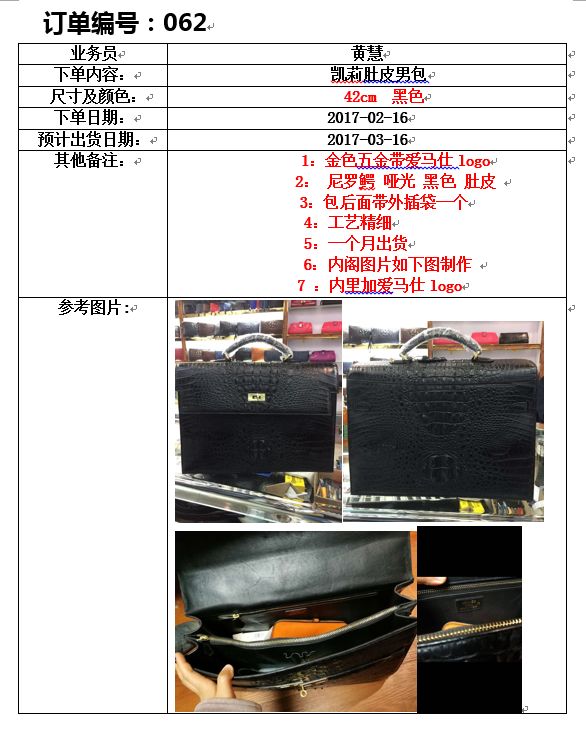 订单编号：062
业务员
黄慧
下单内容：
凯莉肚皮男包
尺寸及颜色：
42cm 黑色
下单日期：
2017-02-16
预计出货日期：
2017-03-16
其他备注：
1：金色五金带爱马仕 logo
2： 尼罗鳄 哑光 黑色 肚皮
3：包后面带外插袋一个
4：工艺精细
5：一个月出货
6：内阁图片如下图制作
7 ：内里加爱马仕 logo
参考图片: